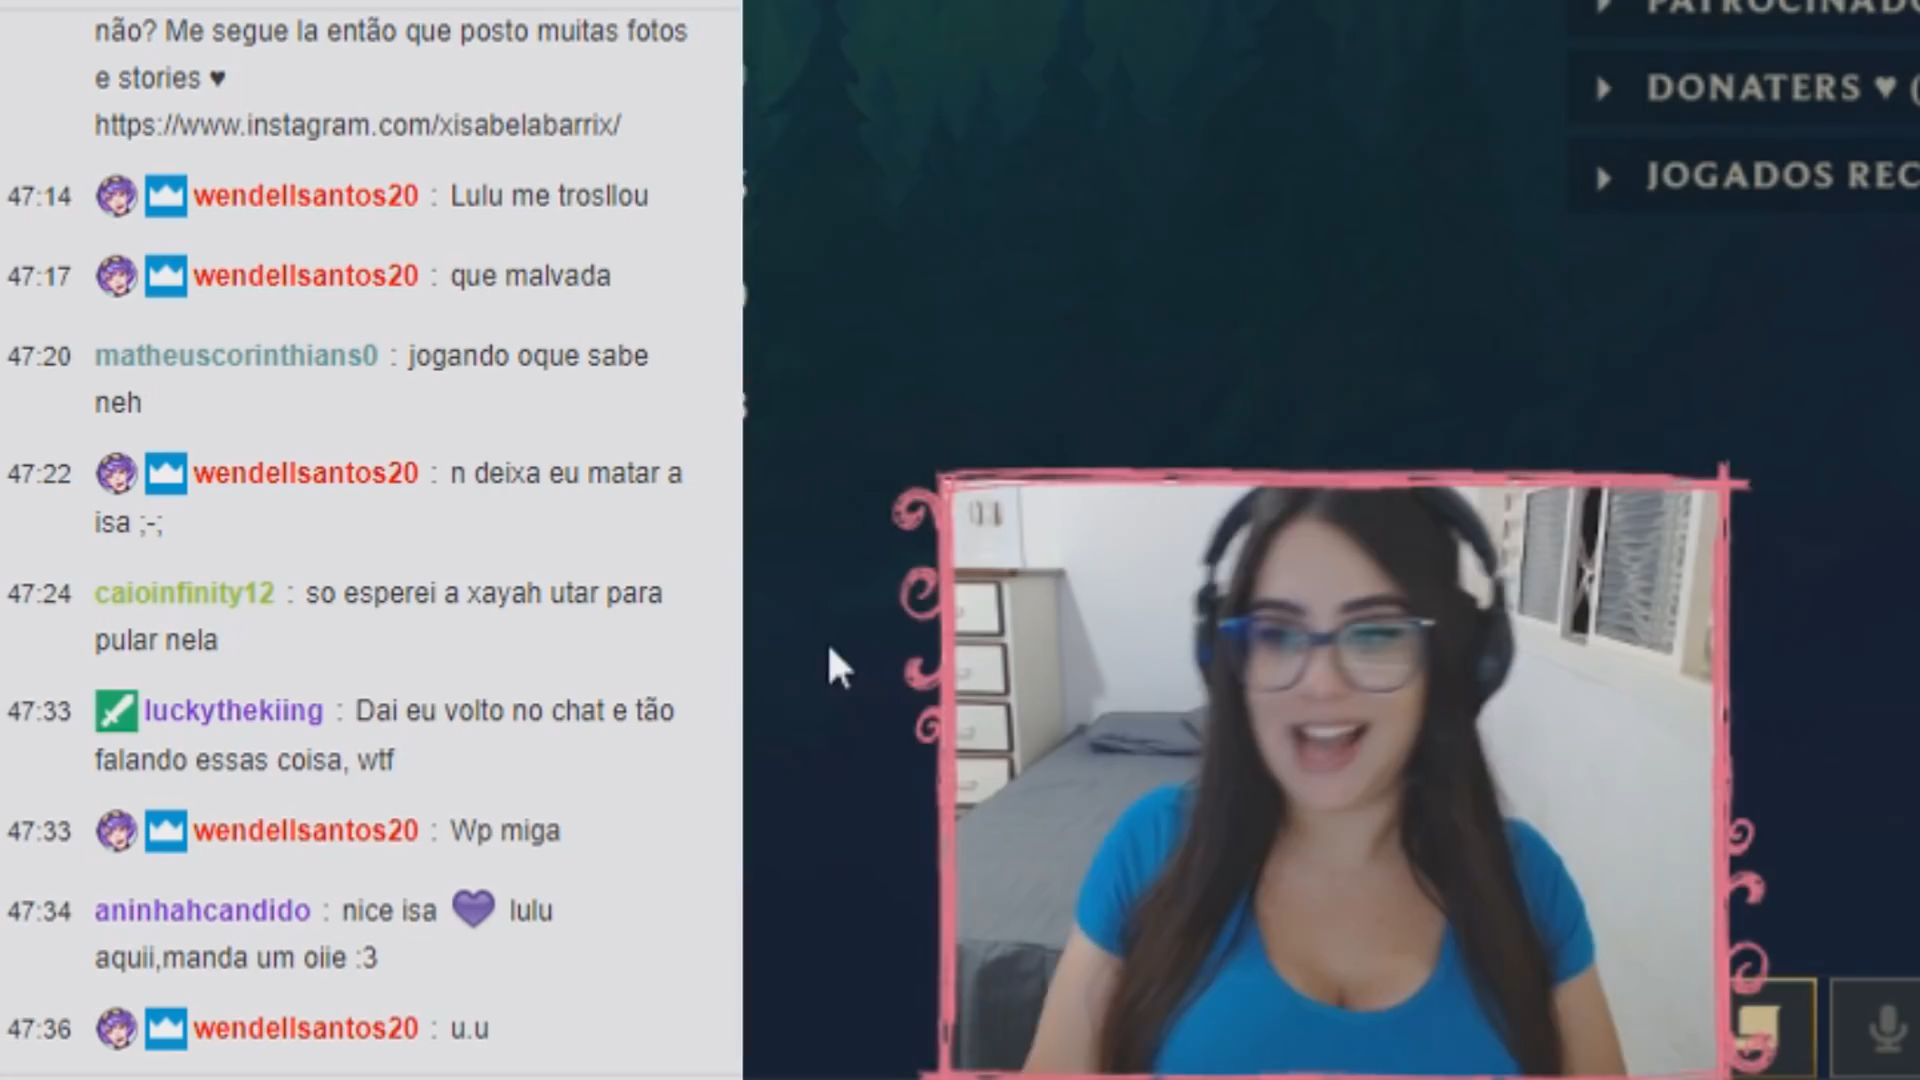 não? Me segue la então que posto muitas fotos
e stories ♥
https://www.instagram.com/xisabelabarrix/
47:14 wendellsantos20 : Lulu me trosllou
47:17 wendellsantos20 : que malvada
47:20 matheuscorinthians0 : jogando oque sabe
neh
47:22 wendellsantos20 : n deixa eu matar a
isa ;-;
47:24 caioinfinity12 : so esperei a xayah utar para
pular nela
47:33 luckythekiing : Dai eu volto no chat e tão
falando essas coisa, wtf
47:33 wendellsantos20 : Wp miga
47:34 aninhahcandido : nice isa 💜 lulu
aquii,manda um oiie :3
47:36 wendellsantos20 : u.u
PATROCINADO
DONATERS ♥ (
JOGADOS REC